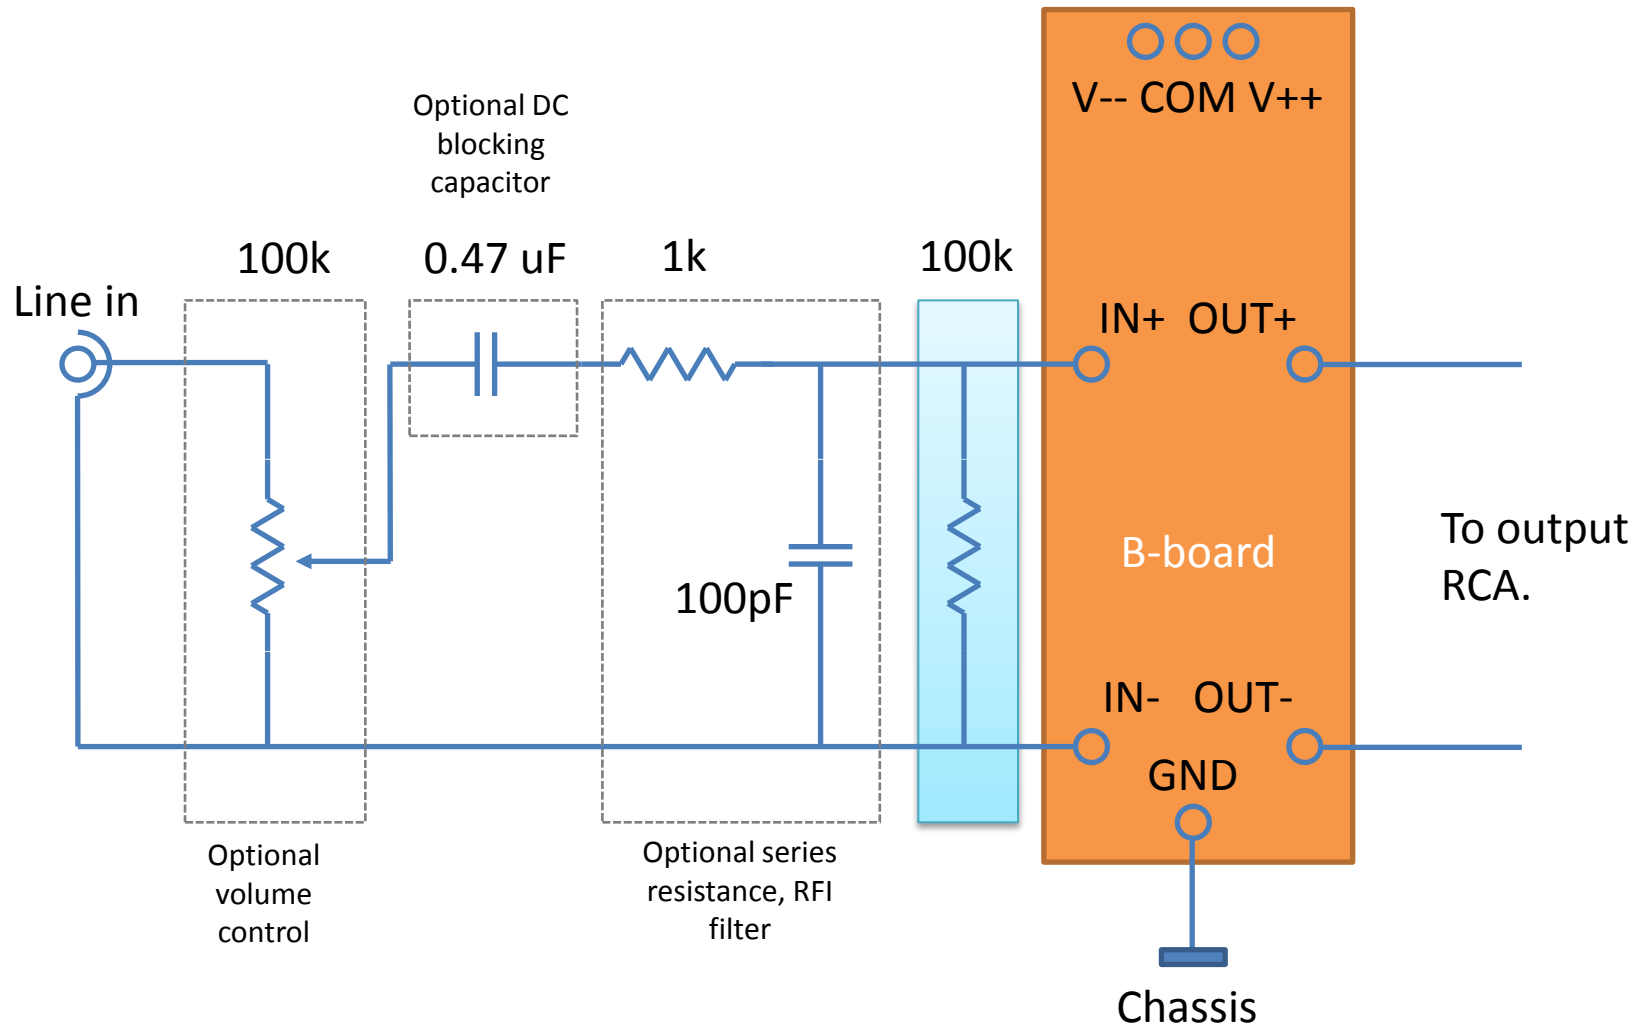 V-- COM V++
Optional DC
blocking
capacitor
100k
0.47 uF
1k
100k
Line in
IN+ OUT+
B-board
To output
RCA.
100pF
IN- OUT-
GND
Optional
volume
control
Optional series
resistance, RFI
filter
Chassis